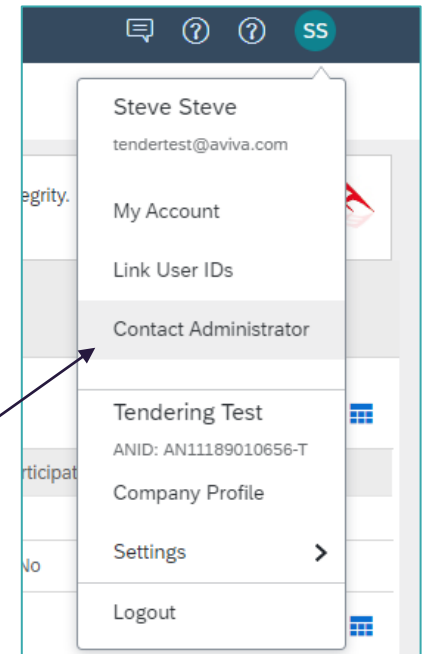 SS
Steve Steve
tendertest@aviva.com
egrity.
My Account
Link User IDs
Contact Administrator
Tendering Test
ANID: AN11189010656-T
rticipat
Company Profile
Settings
No
Logout